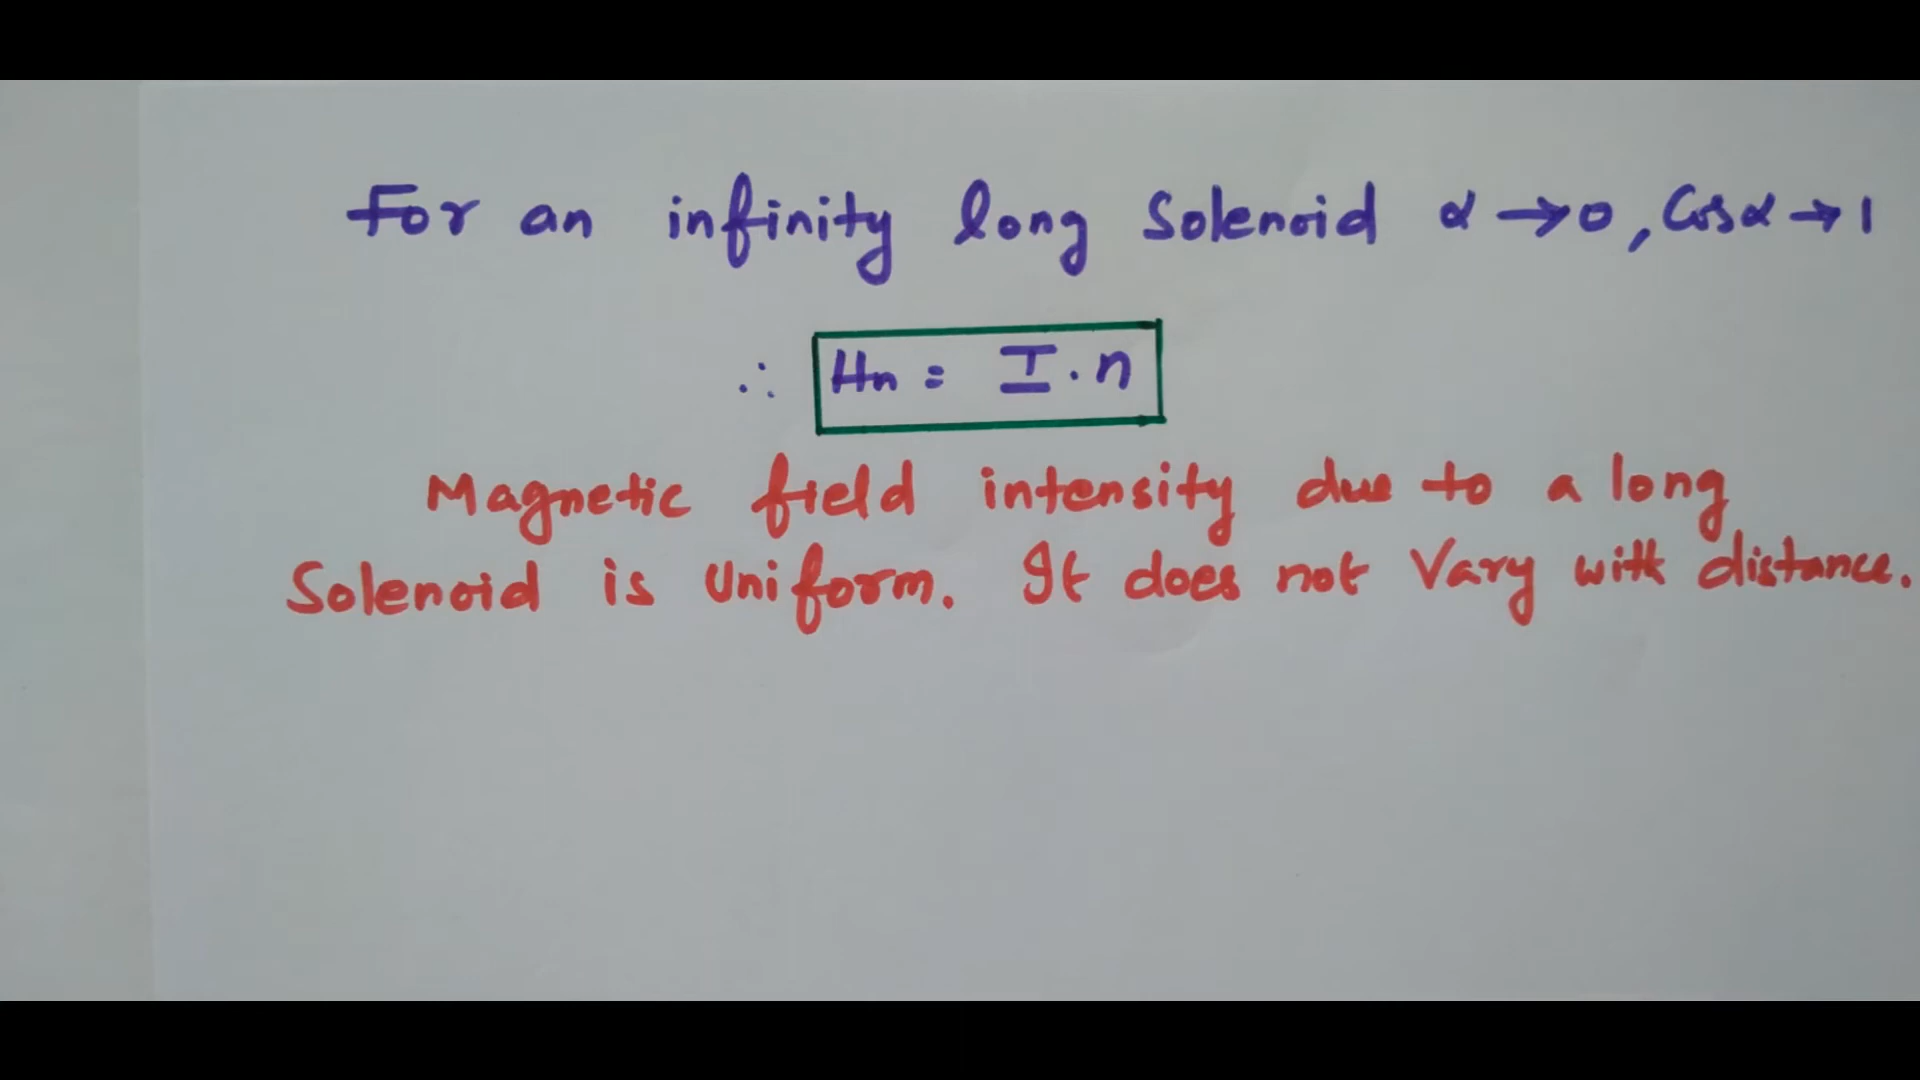 For an infinity long Solenoid α → 0, Cosα → 1
∴ Hn = I.n
Magnetic field intensity due to a long
Solenoid is Uniform. It does not Vary with distance.